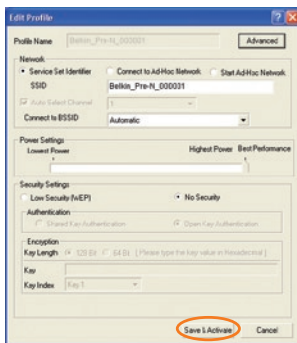 Edit Profile
Profile Name Belkin_Pre-N_000031 Advanced
Network
Service Set Identifier Connect to Ad-Hoc Network Start Ad-Hoc Network
SSID Belkin_Pre-N_000031
Auto Select Channel 1
Connect to BSSID Automatic
Power Settings
Lowest Power Highest Power Best Performance
Security Settings
Low Security (WEP) No Security
Authentication
Shared Key Authentication Open Key Authentication
Encryption
Key Length 128 Bit 64 Bit [Please type the key value in Hexadecimal]
Key
Key Index Key 1
Save & Activate Cancel